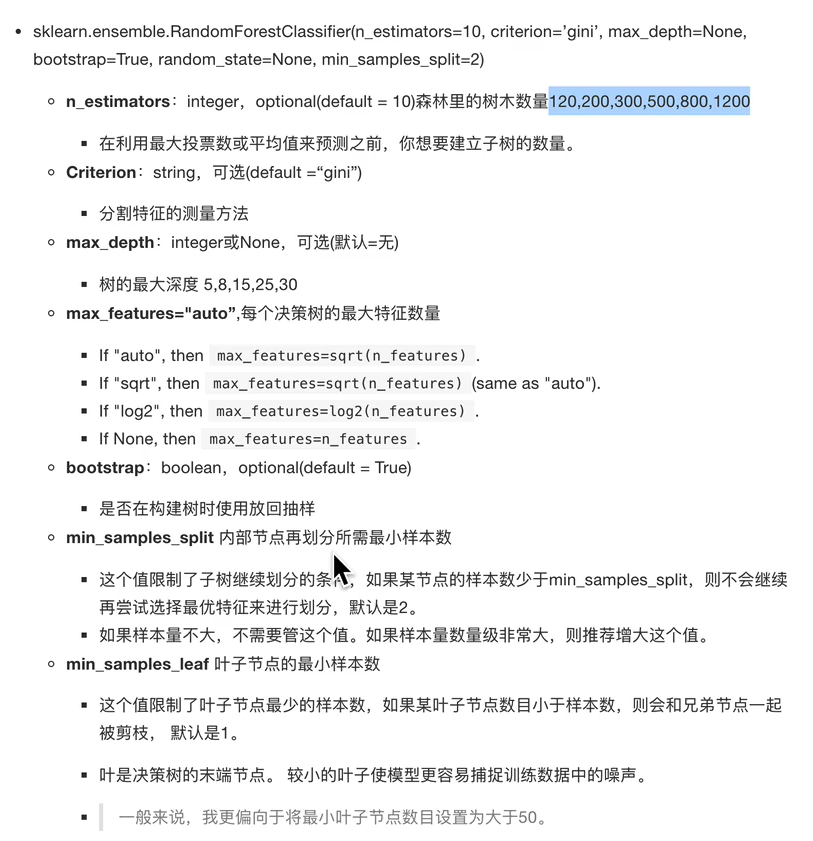 sklearn.ensemble.RandomForestClassifier(n_estimators=10, criterion=’gini’, max_depth=None,
bootstrap=True, random_state=None, min_samples_split=2)
n_estimators：integer，optional(default = 10)森林里的树木数量120,200,300,500,800,1200
在利用最大投票数或平均值来预测之前，你想要建立子树的数量。
Criterion：string，可选(default =“gini”)
分割特征的测量方法
max_depth：integer或None，可选(默认=无)
树的最大深度 5,8,15,25,30
max_features="auto”,每个决策树的最大特征数量
If "auto", then max_features=sqrt(n_features) .
If "sqrt", then max_features=sqrt(n_features) (same as "auto").
If "log2", then max_features=log2(n_features) .
If None, then max_features=n_features .
bootstrap：boolean，optional(default = True)
是否在构建树时使用放回抽样
min_samples_split 内部节点再划分所需最小样本数
这个值限制了子树继续划分的条，如果某节点的样本数少于min_samples_split，则不会继续
再尝试选择最优特征来进行划分，默认是2。
如果样本量不大，不需要管这个值。如果样本量数量级非常大，则推荐增大这个值。
min_samples_leaf 叶子节点的最小样本数
这个值限制了叶子节点最少的样本数，如果某叶子节点数目小于样本数，则会和兄弟节点一起
被剪枝， 默认是1。
叶是决策树的末端节点。 较小的叶子使模型更容易捕捉训练数据中的噪声。
一般来说，我更偏向于将最小叶子节点数目设置为大于50。